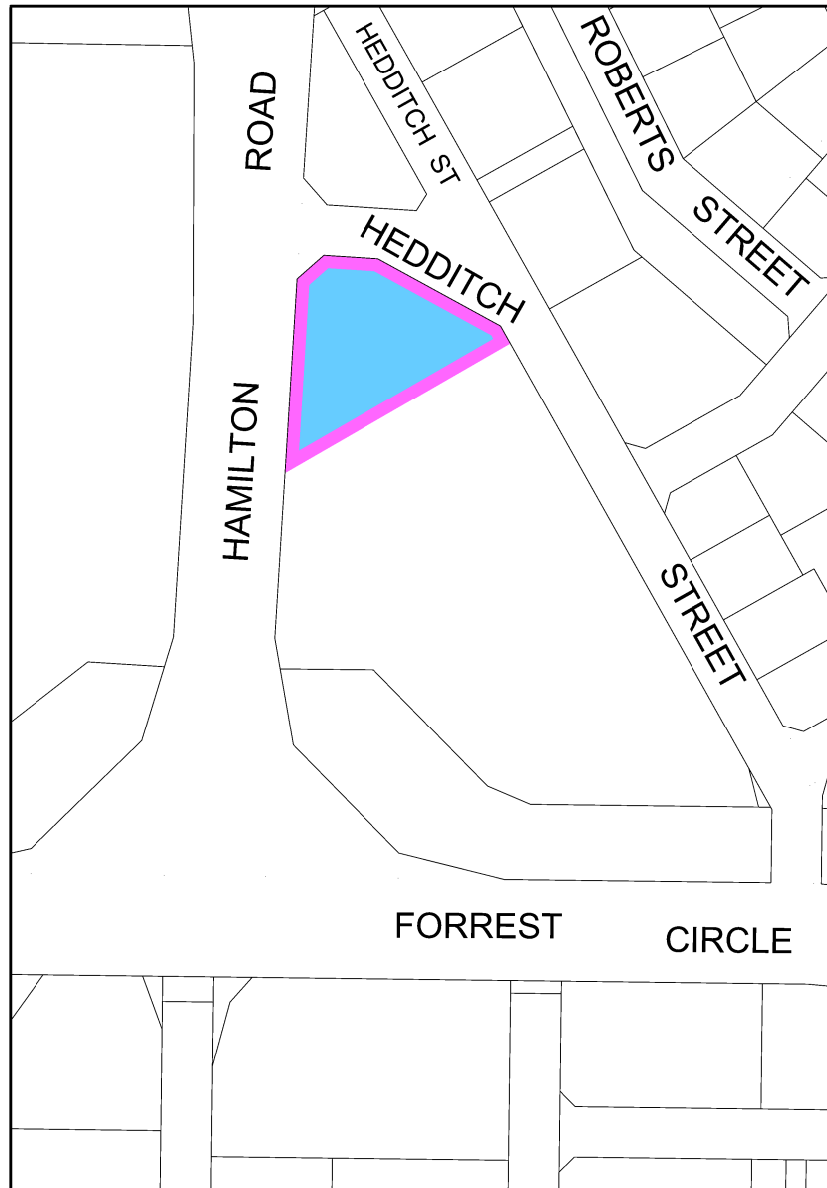 HEDDITCH ST
ROBERTS
STREET
HAMILTON
ROAD
HEDDITCH
STREET
FORREST
CIRCLE